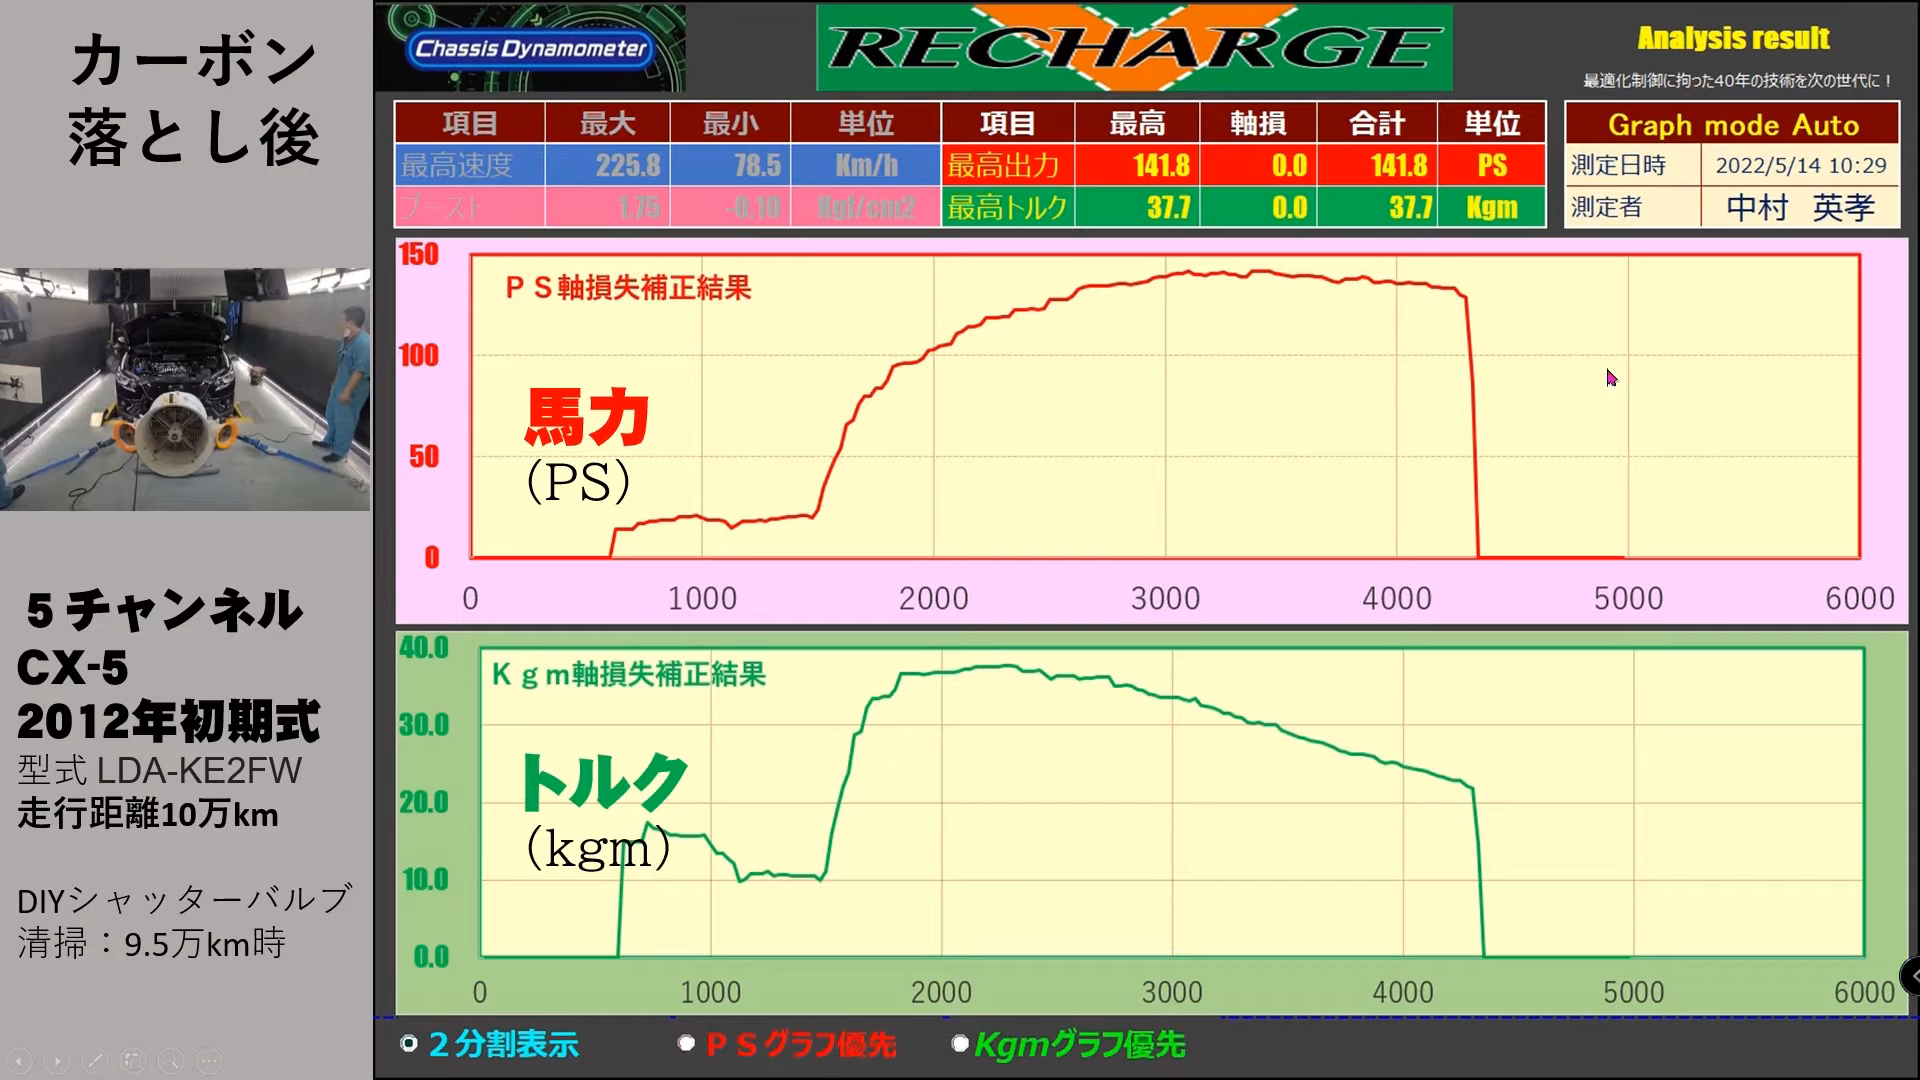 カーボン
落とし後
5チャンネル
CX-5
2012年初期式
型式 LDA-KE2FW
走行距離10万km
DIYシャッターバルブ
清掃：9.5万km時
Chassis Dynamometer
RECHARGE
Analysis result
最適化制御に拘った40年の技術を次の世代に！
項目 最大 最小 単位 項目 最高 軸損 合計 単位
最高速度 225.8 78.5 Km/h 最高出力 141.8 0.0 141.8 PS
ブースト 1.75 -0.10 Kgf/cm2 最高トルク 37.7 0.0 37.7 Kgm
Graph mode Auto
測定日時 2022/5/14 10:29
測定者 中村 英孝
ＰＳ軸損失補正結果
馬力
(PS)
150
100
50
0
0 1000 2000 3000 4000 5000 6000
Ｋｇｍ軸損失補正結果
トルク
(kgm)
40.0
30.0
20.0
10.0
0.0
0 1000 2000 3000 4000 5000 6000
２分割表示 ＰＳグラフ優先 Kgmグラフ優先